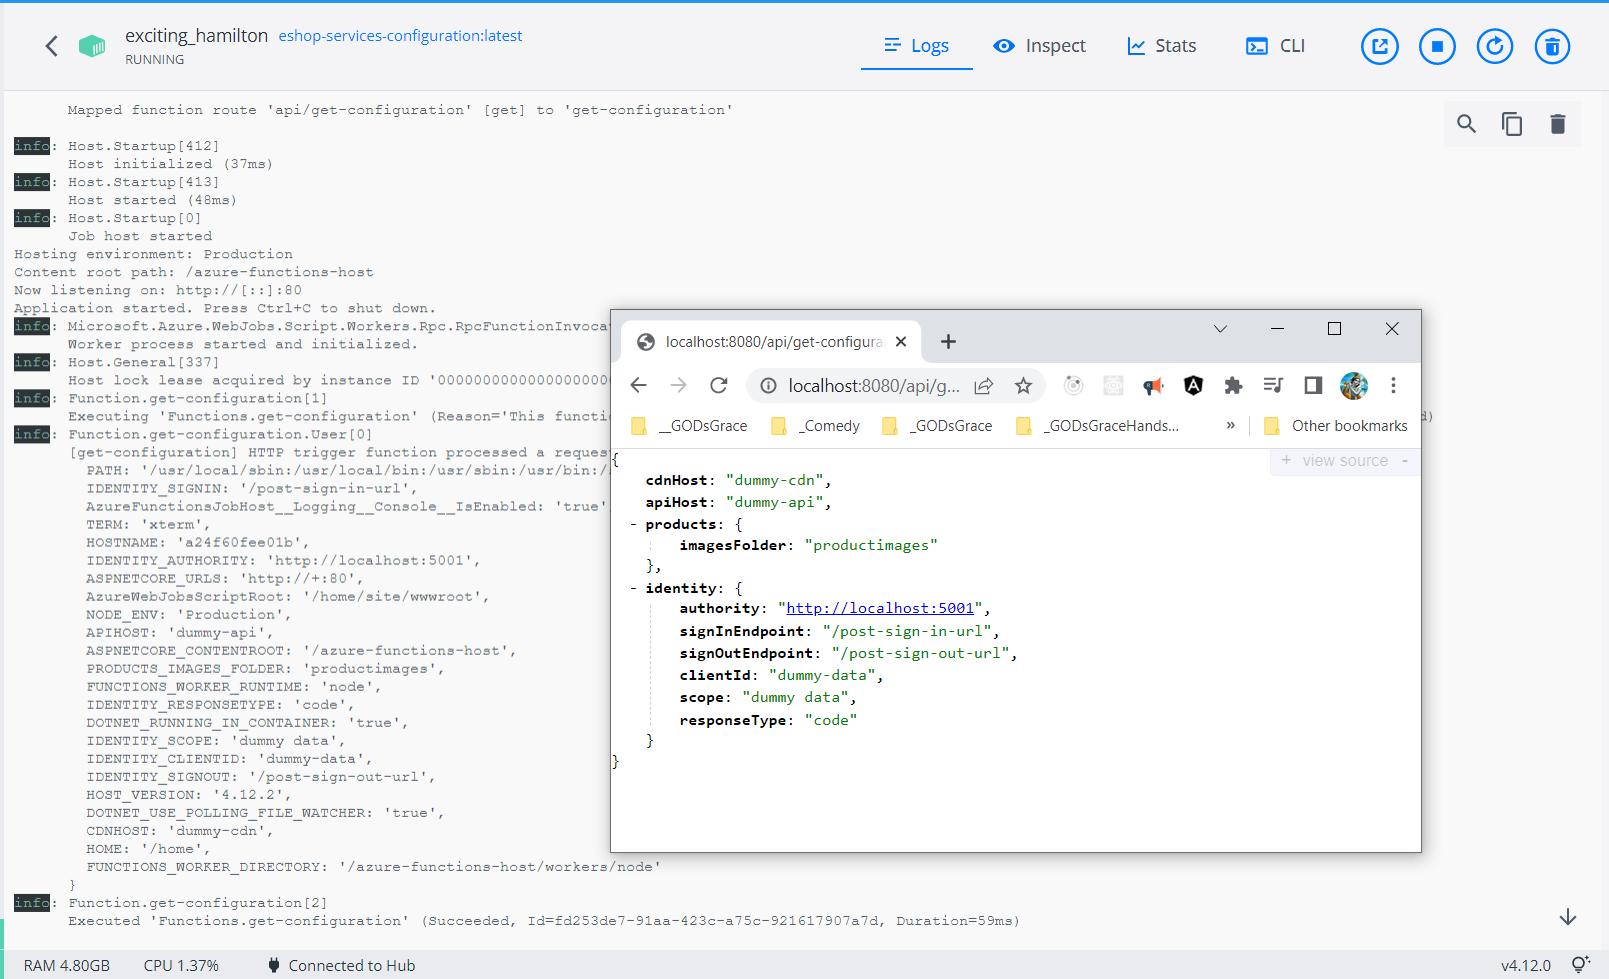 exciting_hamilton eshop-services-configuration:latest
RUNNING
Logs
Inspect
Stats
CLI
Mapped function route 'api/get-configuration' [get] to 'get-configuration'
info: Host.Startup[412]
Host initialized (37ms)
info: Host.Startup[413]
Host started (48ms)
info: Host.Startup[0]
Job host started
Hosting environment: Production
Content root path: /azure-functions-host
Now listening on: http://[::]:80
Application started. Press Ctrl+C to shut down.
info: Microsoft.Azure.WebJobs.Script.Workers.Rpc.RpcFunctionInvoca
Worker process started and initialized.
info: Host.General[337]
Host lock lease acquired by instance ID '0000000000000000000
info: Function.get-configuration[1]
Executing 'Functions.get-configuration' (Reason='This functi
info: Function.get-configuration.User[0]
[get-configuration] HTTP trigger function processed a reques
PATH: '/usr/local/sbin:/usr/local/bin:/usr/sbin:/usr/bin:/
IDENTITY_SIGNIN: '/post-sign-in-url',
AzureFunctionsJobHost__Logging__Console__IsEnabled: 'true'
TERM: 'xterm',
HOSTNAME: 'a24f60fee01b',
IDENTITY_AUTHORITY: 'http://localhost:5001',
ASPNETCORE_URLS: 'http://+:80',
AzureWebJobsScriptRoot: '/home/site/wwwroot',
NODE_ENV: 'Production',
APIHOST: 'dummy-api',
ASPNETCORE_CONTENTROOT: '/azure-functions-host',
PRODUCTS_IMAGES_FOLDER: 'productimages',
FUNCTIONS_WORKER_RUNTIME: 'node',
IDENTITY_RESPONSETYPE: 'code',
DOTNET_RUNNING_IN_CONTAINER: 'true',
IDENTITY_SCOPE: 'dummy data',
IDENTITY_CLIENTID: 'dummy-data',
IDENTITY_SIGNOUT: '/post-sign-out-url',
HOST_VERSION: '4.12.2',
DOTNET_USE_POLLING_FILE_WATCHER: 'true',
CDNHOST: 'dummy-cdn',
HOME: '/home',
FUNCTIONS_WORKER_DIRECTORY: '/azure-functions-host/workers/node'
}
info: Function.get-configuration[2]
Executed 'Functions.get-configuration' (Succeeded, Id=fd253de7-91aa-423c-a75c-921617907a7d, Duration=59ms)
localhost:8080/api/get-configura
localhost:8080/api/g...
__GODsGrace
_Comedy
_GODsGrace
_GODsGraceHands...
»
Other bookmarks
d)
+ view source -
{
cdnHost: "dummy-cdn",
apiHost: "dummy-api",
- products: {
imagesFolder: "productimages"
},
- identity: {
authority: "http://localhost:5001",
signInEndpoint: "/post-sign-in-url",
signOutEndpoint: "/post-sign-out-url",
clientId: "dummy-data",
scope: "dummy data",
responseType: "code"
}
}
RAM 4.80GB
CPU 1.37%
Connected to Hub
v4.12.0